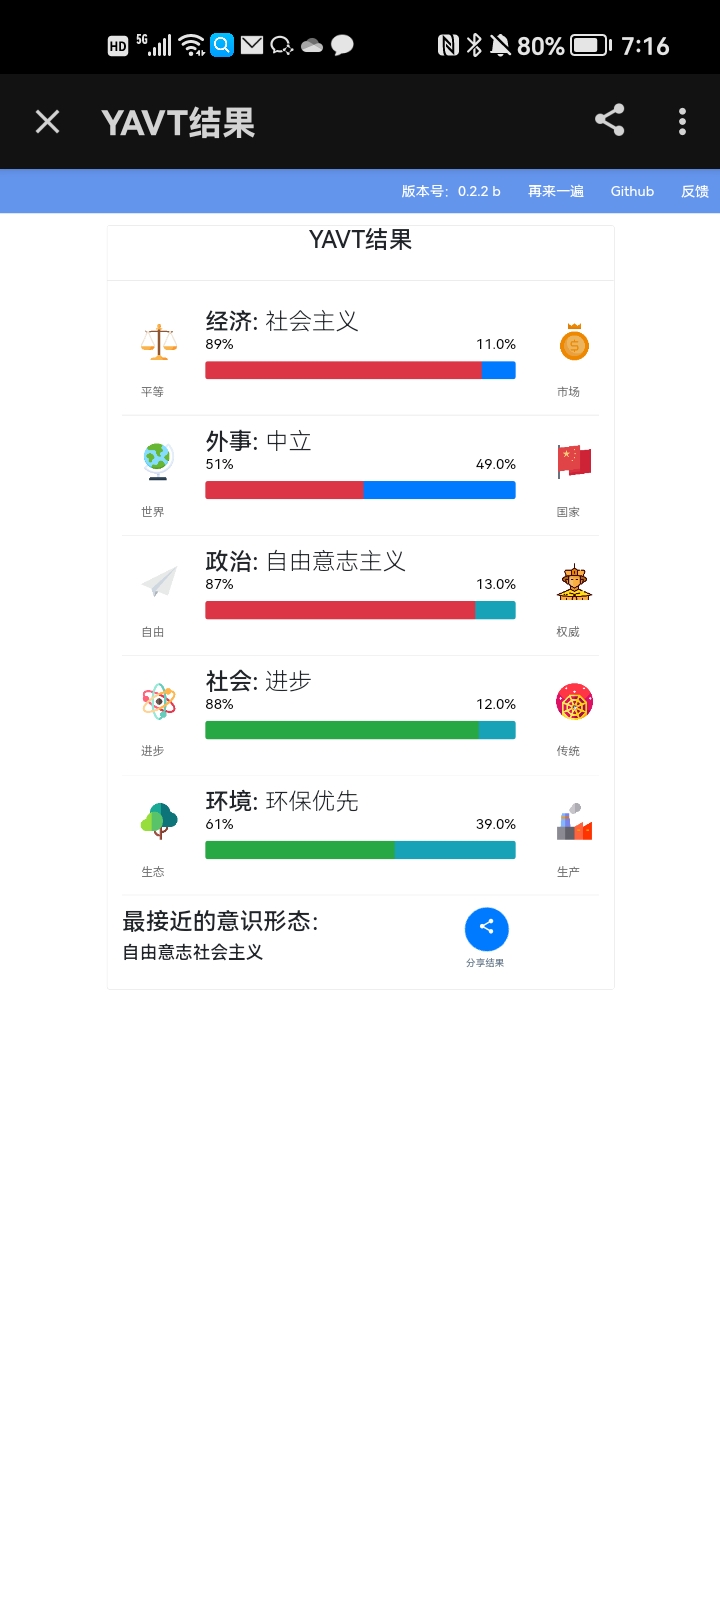 HD 5G 80% 7:16
YAVT结果
版本号：0.2.2 b 再来一遍 Github 反馈
YAVT结果
经济: 社会主义
89% 11.0%
平等 市场
外事: 中立
51% 49.0%
世界 国家
政治: 自由意志主义
87% 13.0%
自由 权威
社会: 进步
88% 12.0%
进步 传统
环境: 环保优先
61% 39.0%
生态 生产
最接近的意识形态:
自由意志社会主义
分享结果